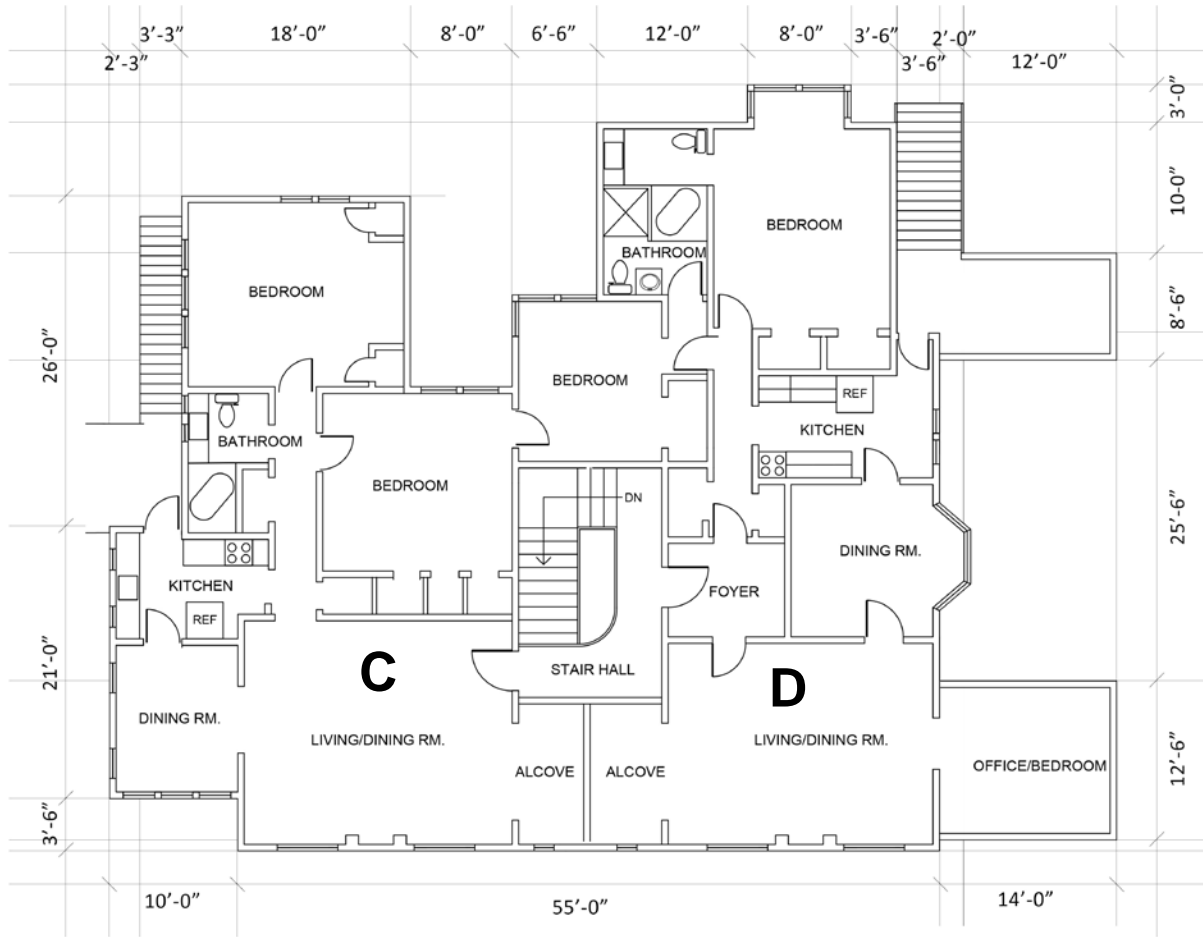 3'-3"
18'-0"
8'-0"
6'-6"
12'-0"
8'-0"
3'-6"
2'-0"
2'-3"
3'-6"
12'-0"
3'-0"
10-0"
BEDROOM
BATHROOM
BEDROOM
8'-6"
26'-0"
BEDROOM
REF
KITCHEN
BATHROOM
BEDROOM
DN
25'-6"
DINING RM.
KITCHEN
FOYER
REF
21'-0"
C
STAIR HALL
D
DINING RM.
LIVING/DINING RM.
LIVING/DINING RM.
ALCOVE
ALCOVE
OFFICE/BEDROOM
12'-6"
3'-6"
10'-0"
55'-0"
14'-0"